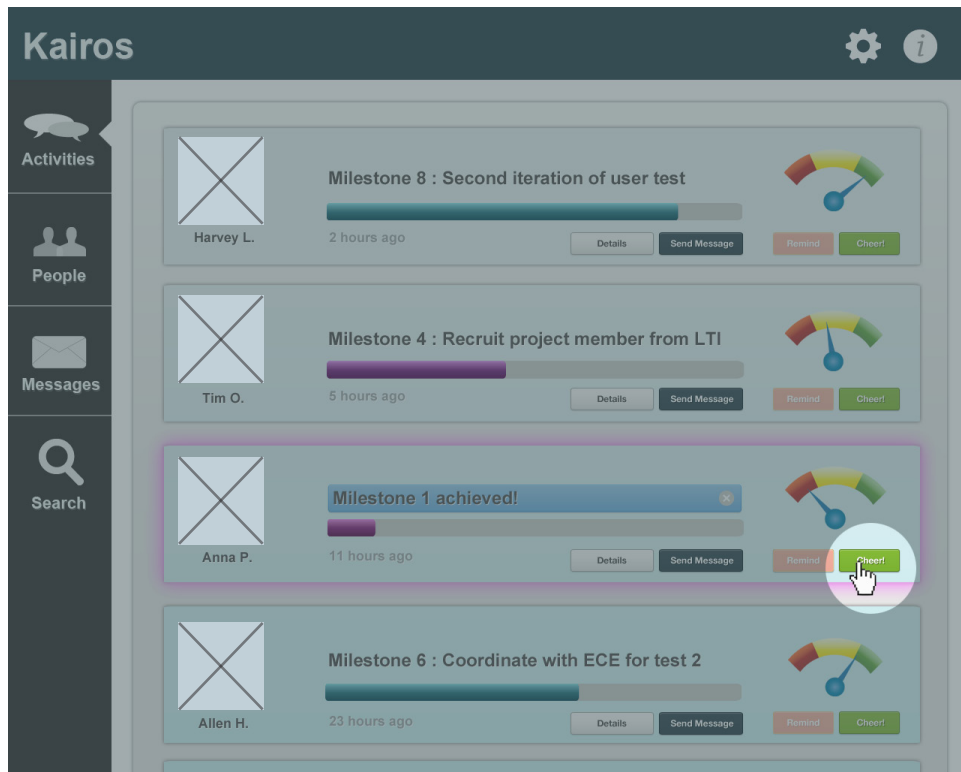 Kairos
i
Activities
People
Messages
Search
Harvey L.
Milestone 8 : Second iteration of user test
2 hours ago
Details
Send Message
Remind
Cheer!
Tim O.
Milestone 4 : Recruit project member from LTI
5 hours ago
Details
Send Message
Remind
Cheer!
Anna P.
Milestone 1 achieved!
11 hours ago
Details
Send Message
Remind
Cheer!
Allen H.
Milestone 6 : Coordinate with ECE for test 2
23 hours ago
Details
Send Message
Remind
Cheer!